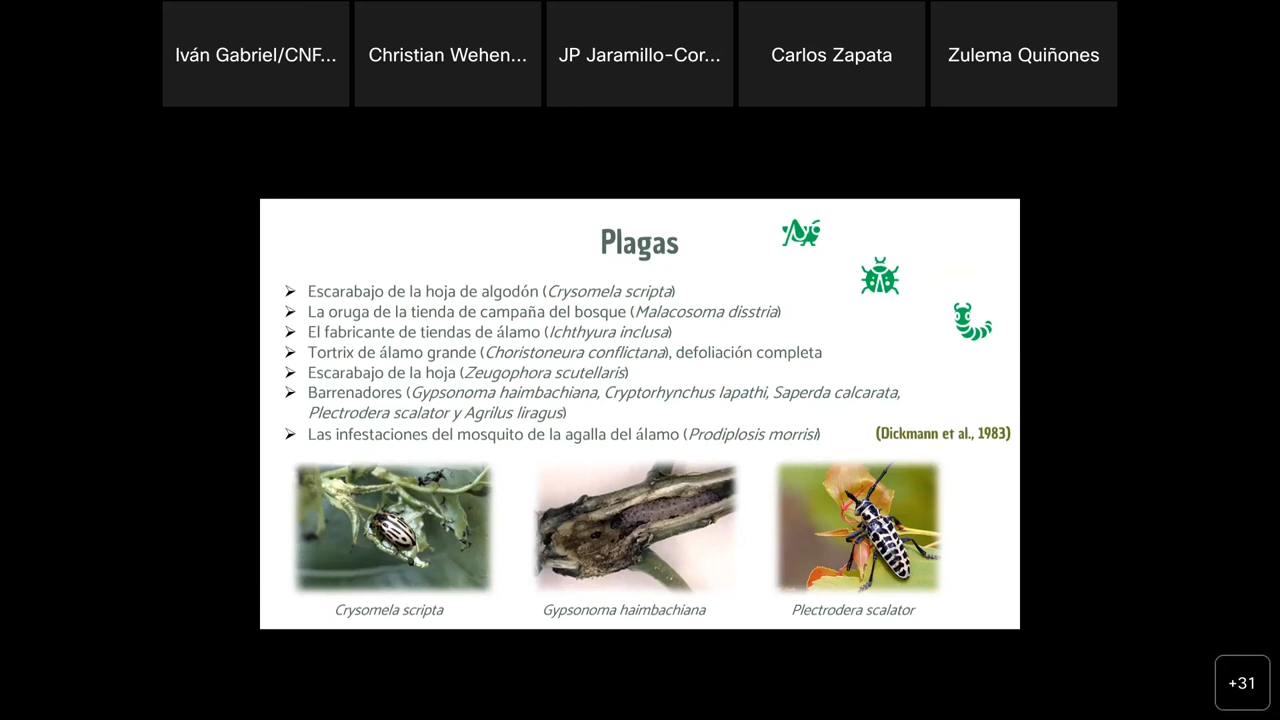 Iván Gabriel/CNF...
Christian Wehen...
JP Jaramillo-Cor...
Carlos Zapata
Zulema Quiñones
Plagas
➢ Escarabajo de la hoja de algodón (Crysomela scripta)
➢ La oruga de la tienda de campaña del bosque (Malacosoma disstria)
➢ El fabricante de tiendas de álamo (Ichthyura inclusa)
➢ Tortrix de álamo grande (Choristoneura conflictana), defoliación completa
➢ Escarabajo de la hoja (Zeugophora scutellaris)
➢ Barrenadores (Gypsonoma haimbachiana, Cryptorhynchus lapathi, Saperda calcarata,
Plectrodera scalator y Agrilus liragus)
➢ Las infestaciones del mosquito de la agalla del álamo (Prodiplosis morrisi)
(Dickmann et al., 1983)
Crysomela scripta
Gypsonoma haimbachiana
Plectrodera scalator
+31